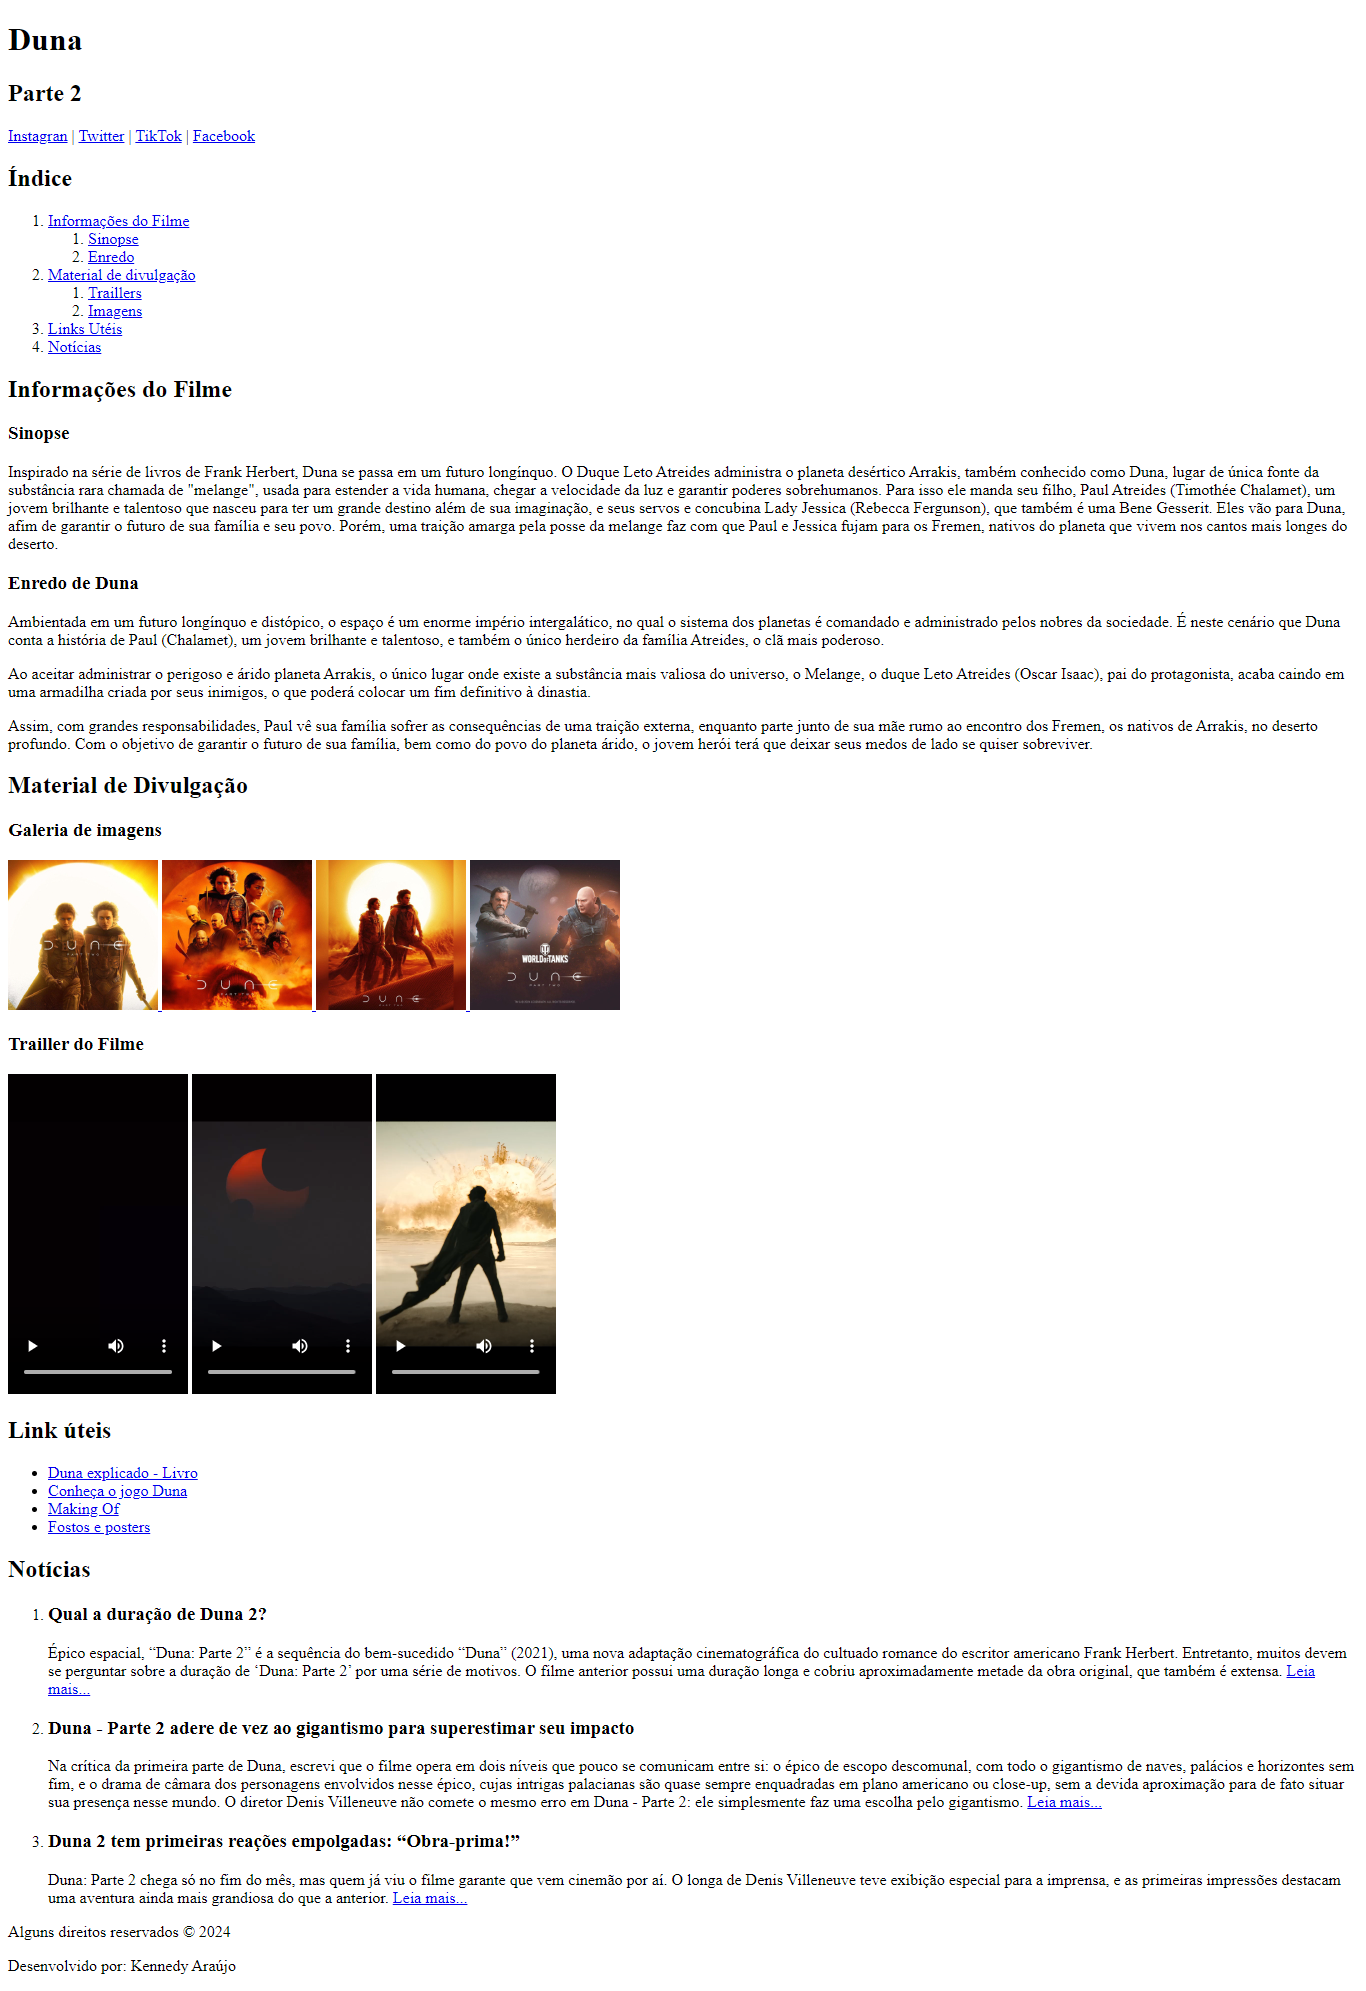 Duna
Parte 2
Instagran | Twitter | TikTok | Facebook
Índice
1. Informações do Filme
1. Sinopse
2. Enredo
2. Material de divulgação
1. Traillers
2. Imagens
3. Links Utéis
4. Notícias
Informações do Filme
Sinopse
Inspirado na série de livros de Frank Herbert, Duna se passa em um futuro longínquo. O Duque Leto Atreides administra o planeta desértico Arrakis, também conhecido como Duna, lugar de única fonte da
substância rara chamada de "melange", usada para estender a vida humana, chegar a velocidade da luz e garantir poderes sobrehumanos. Para isso ele manda seu filho, Paul Atreides (Timothée Chalamet), um
jovem brilhante e talentoso que nasceu para ter um grande destino além de sua imaginação, e seus servos e concubina Lady Jessica (Rebecca Fergunson), que também é uma Bene Gesserit. Eles vão para Duna,
afim de garantir o futuro de sua família e seu povo. Porém, uma traição amarga pela posse da melange faz com que Paul e Jessica fujam para os Fremen, nativos do planeta que vivem nos cantos mais longes do
deserto.
Enredo de Duna
Ambientada em um futuro longínquo e distópico, o espaço é um enorme império intergalático, no qual o sistema dos planetas é comandado e administrado pelos nobres da sociedade. É neste cenário que Duna
conta a história de Paul (Chalamet), um jovem brilhante e talentoso, e também o único herdeiro da família Atreides, o clã mais poderoso.
Ao aceitar administrar o perigoso e árido planeta Arrakis, o único lugar onde existe a substância mais valiosa do universo, o Melange, o duque Leto Atreides (Oscar Isaac), pai do protagonista, acaba caindo em
uma armadilha criada por seus inimigos, o que poderá colocar um fim definitivo à dinastia.
Assim, com grandes responsabilidades, Paul vê sua família sofrer as consequências de uma traição externa, enquanto parte junto de sua mãe rumo ao encontro dos Fremen, os nativos de Arrakis, no deserto
profundo. Com o objetivo de garantir o futuro de sua família, bem como do povo do planeta árido, o jovem herói terá que deixar seus medos de lado se quiser sobreviver.
Material de Divulgação
Galeria de imagens
DUNE
PART TWO
DUNE
PART TWO
DUNE
PART TWO
WORLD OF TANKS
DUNE
PART TWO
Trailler do Filme
Link úteis
• Duna explicado - Livro
• Conheça o jogo Duna
• Making Of
• Fostos e posters
Notícias
1. Qual a duração de Duna 2?
Épico espacial, “Duna: Parte 2” é a sequência do bem-sucedido “Duna” (2021), uma nova adaptação cinematográfica do cultuado romance do escritor americano Frank Herbert. Entretanto, muitos devem
se perguntar sobre a duração de ‘Duna: Parte 2’ por uma série de motivos. O filme anterior possui uma duração longa e cobriu aproximadamente metade da obra original, que também é extensa. Leia
mais...
2. Duna - Parte 2 adere de vez ao gigantismo para superestimar seu impacto
Na crítica da primeira parte de Duna, escrevi que o filme opera em dois níveis que pouco se comunicam entre si: o épico de escopo descomunal, com todo o gigantismo de naves, palácios e horizontes sem
fim, e o drama de câmara dos personagens envolvidos nesse épico, cujas intrigas palacianas são quase sempre enquadradas em plano americano ou close-up, sem a devida aproximação para de fato situar
sua presença nesse mundo. O diretor Denis Villeneuve não comete o mesmo erro em Duna - Parte 2: ele simplesmente faz uma escolha pelo gigantismo. Leia mais...
3. Duna 2 tem primeiras reações empolgadas: “Obra-prima!”
Duna: Parte 2 chega só no fim do mês, mas quem já viu o filme garante que vem cinemão por aí. O longa de Denis Villeneuve teve exibição especial para a imprensa, e as primeiras impressões destacam
uma aventura ainda mais grandiosa do que a anterior. Leia mais...
Alguns direitos reservados © 2024
Desenvolvido por: Kennedy Araújo